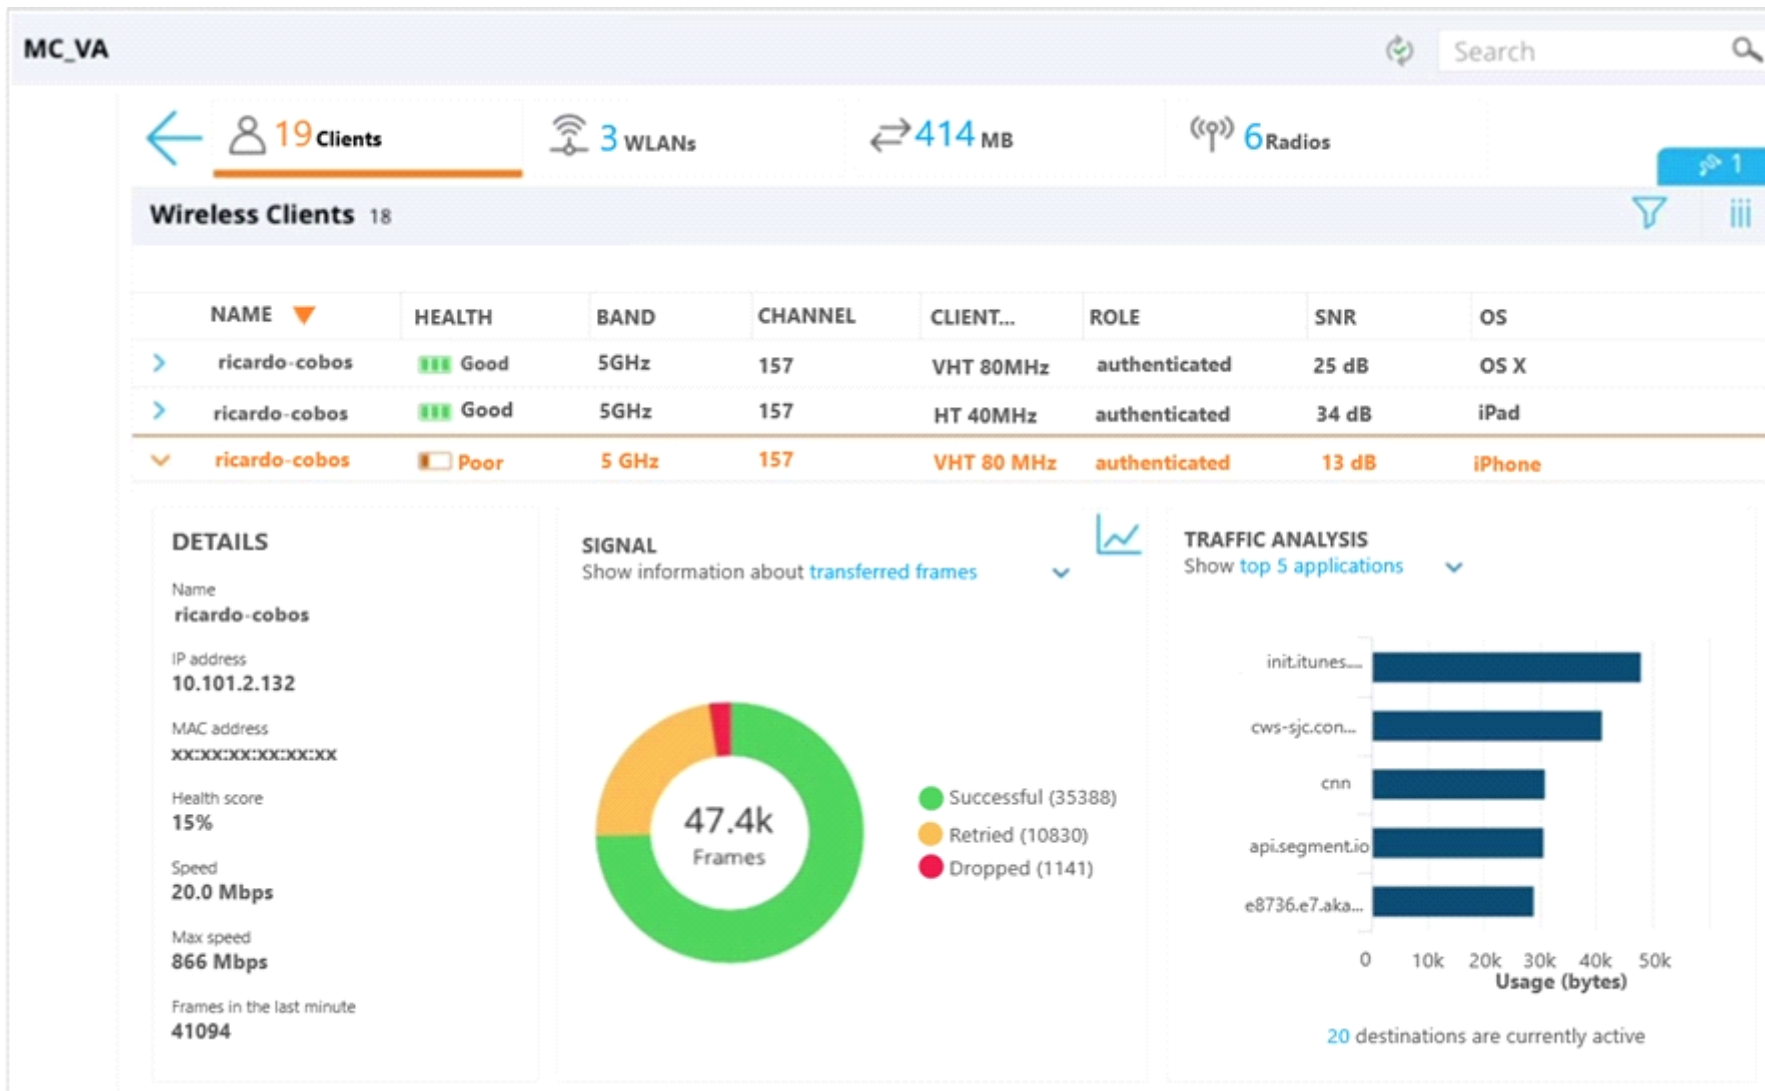 MC_VA
Search
19 Clients
3 WLANs
414 MB
6 Radios
1
Wireless Clients 18
NAME HEALTH BAND CHANNEL CLIENT... ROLE SNR OS
ricardo-cobos Good 5GHz 157 VHT 80MHz authenticated 25 dB OS X
ricardo-cobos Good 5GHz 157 HT 40MHz authenticated 34 dB iPad
ricardo-cobos Poor 5 GHz 157 VHT 80 MHz authenticated 13 dB iPhone
DETAILS
Name
ricardo-cobos
IP address
10.101.2.132
MAC address
xx:xx:xx:xx:xx:xx
Health score
15%
Speed
20.0 Mbps
Max speed
866 Mbps
Frames in the last minute
41094
SIGNAL
Show information about transferred frames
47.4k
Frames
Successful (35388)
Retried (10830)
Dropped (1141)
TRAFFIC ANALYSIS
Show top 5 applications
init.itunes....
cws-sjc.con...
cnn
api.segment.io
e8736.e7.aka...
0 10k 20k 30k 40k 50k
Usage (bytes)
20 destinations are currently active